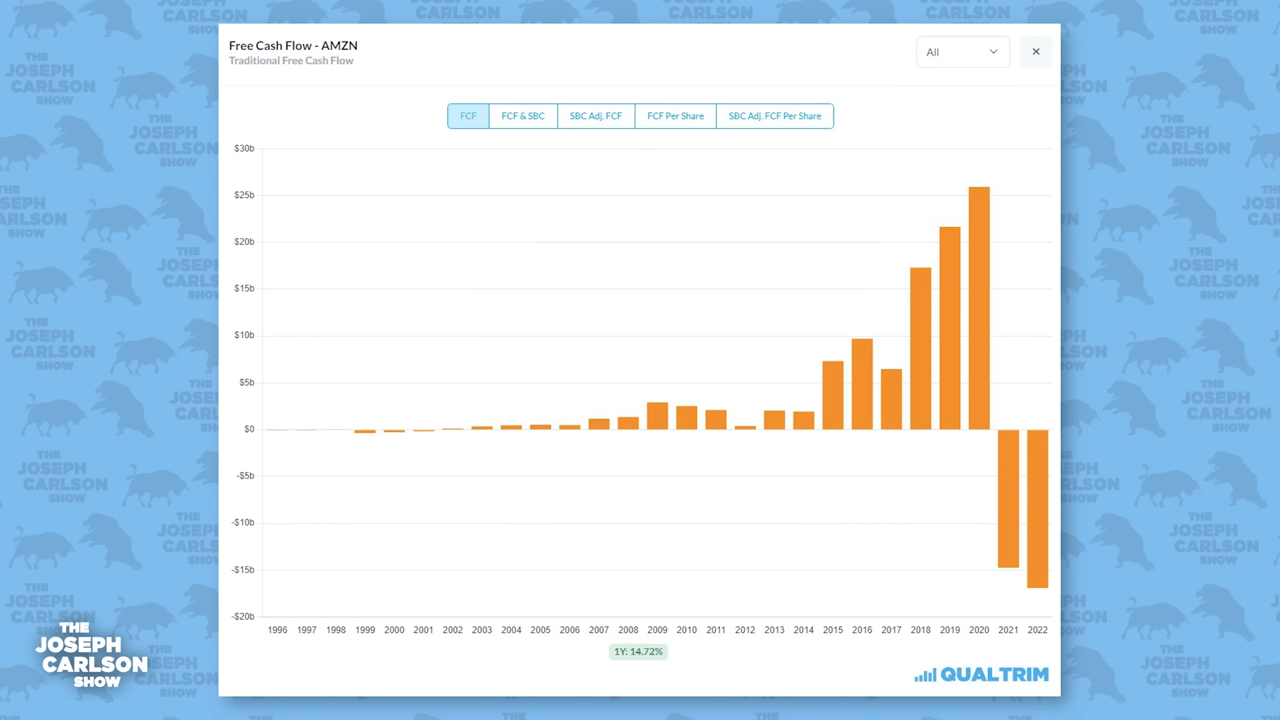 Free Cash Flow - AMZN
Traditional Free Cash Flow
All
×
FCF
FCF & SBC
SBC Adj. FCF
FCF Per Share
SBC Adj. FCF Per Share
$30b
$25b
$20b
$15b
$10b
$5b
$0
-$5b
-$10b
-$15b
-$20b
1996 1997 1998 1999 2000 2001 2002 2003 2004 2005 2006 2007 2008 2009 2010 2011 2012 2013 2014 2015 2016 2017 2018 2019 2020 2021 2022
1Y: 14.72%
QUALTRIM
THE
JOSEPH
CARLSON
SHOW